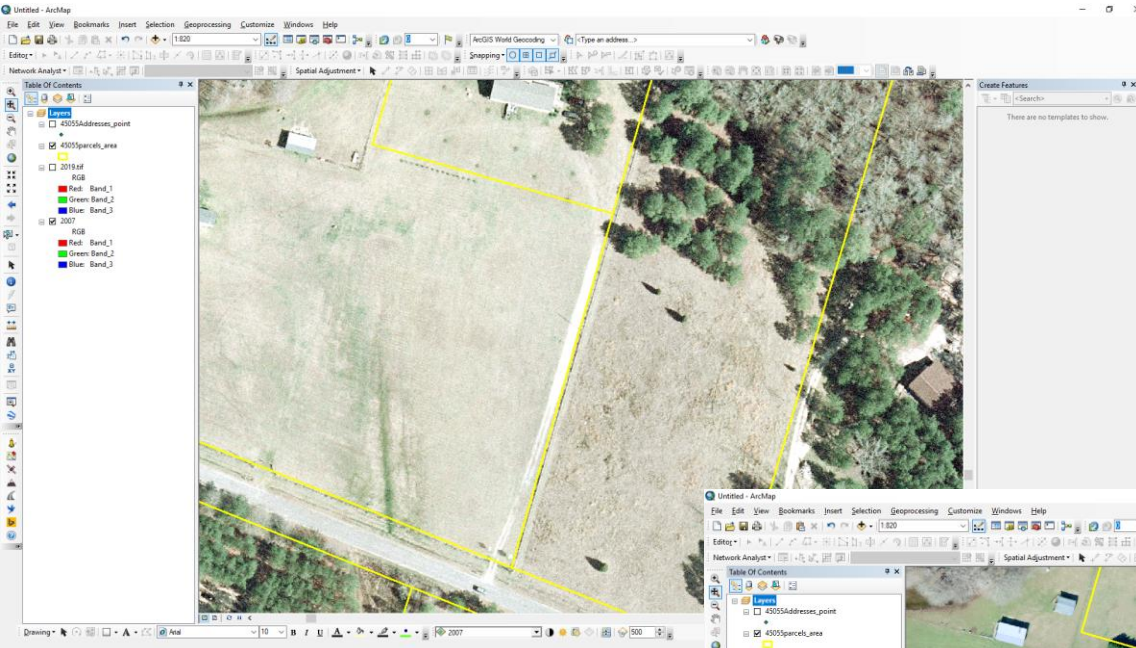 Untitled - ArcMap
File Edit View Bookmarks Insert Selection Geoprocessing Customize Windows Help
1:820
ArcGIS World Geocoding
<Type an address...>
Editor
Snapping
Network Analyst
Spatial Adjustment
Table Of Contents
Layers
45055Addresses_point
45055parcels_area
2019.tif
RGB
Red: Band_1
Green: Band_2
Blue: Band_3
2007
RGB
Red: Band_1
Green: Band_2
Blue: Band_3
Create Features
<Search>
There are no templates to show.
Drawing
Arial
10
B I U A
2007
500
Untitled - ArcMap
File Edit View Bookmarks Insert Selection Geoprocessing Customize Windows Help
1:820
Editor
Network Analyst
Spatial Adjustment
Table Of Contents
Layers
45055Addresses_point
45055parcels_area